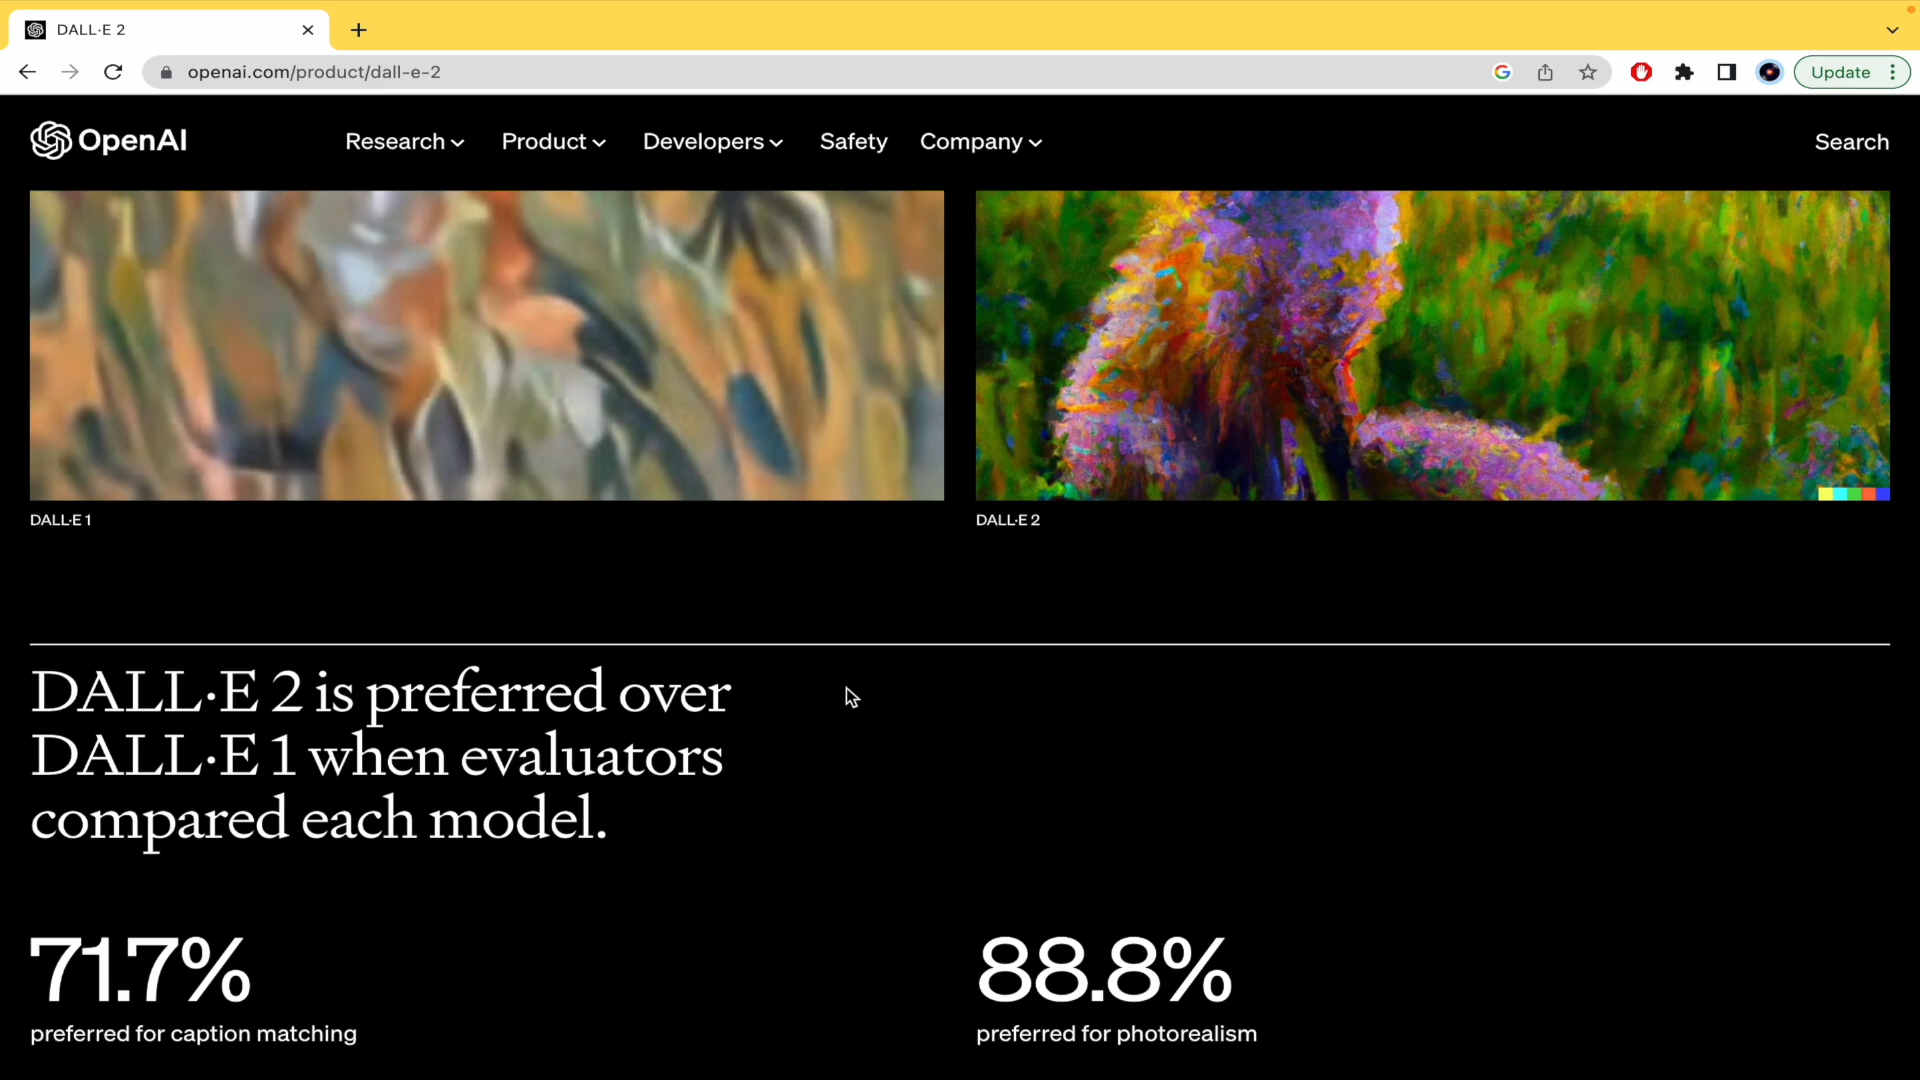 DALL·E 2
openai.com/product/dall-e-2
Update
OpenAI
Research
Product
Developers
Safety
Company
Search
DALL·E 1
DALL·E 2
DALL·E 2 is preferred over
DALL·E 1 when evaluators
compared each model.
71.7%
preferred for caption matching
88.8%
preferred for photorealism